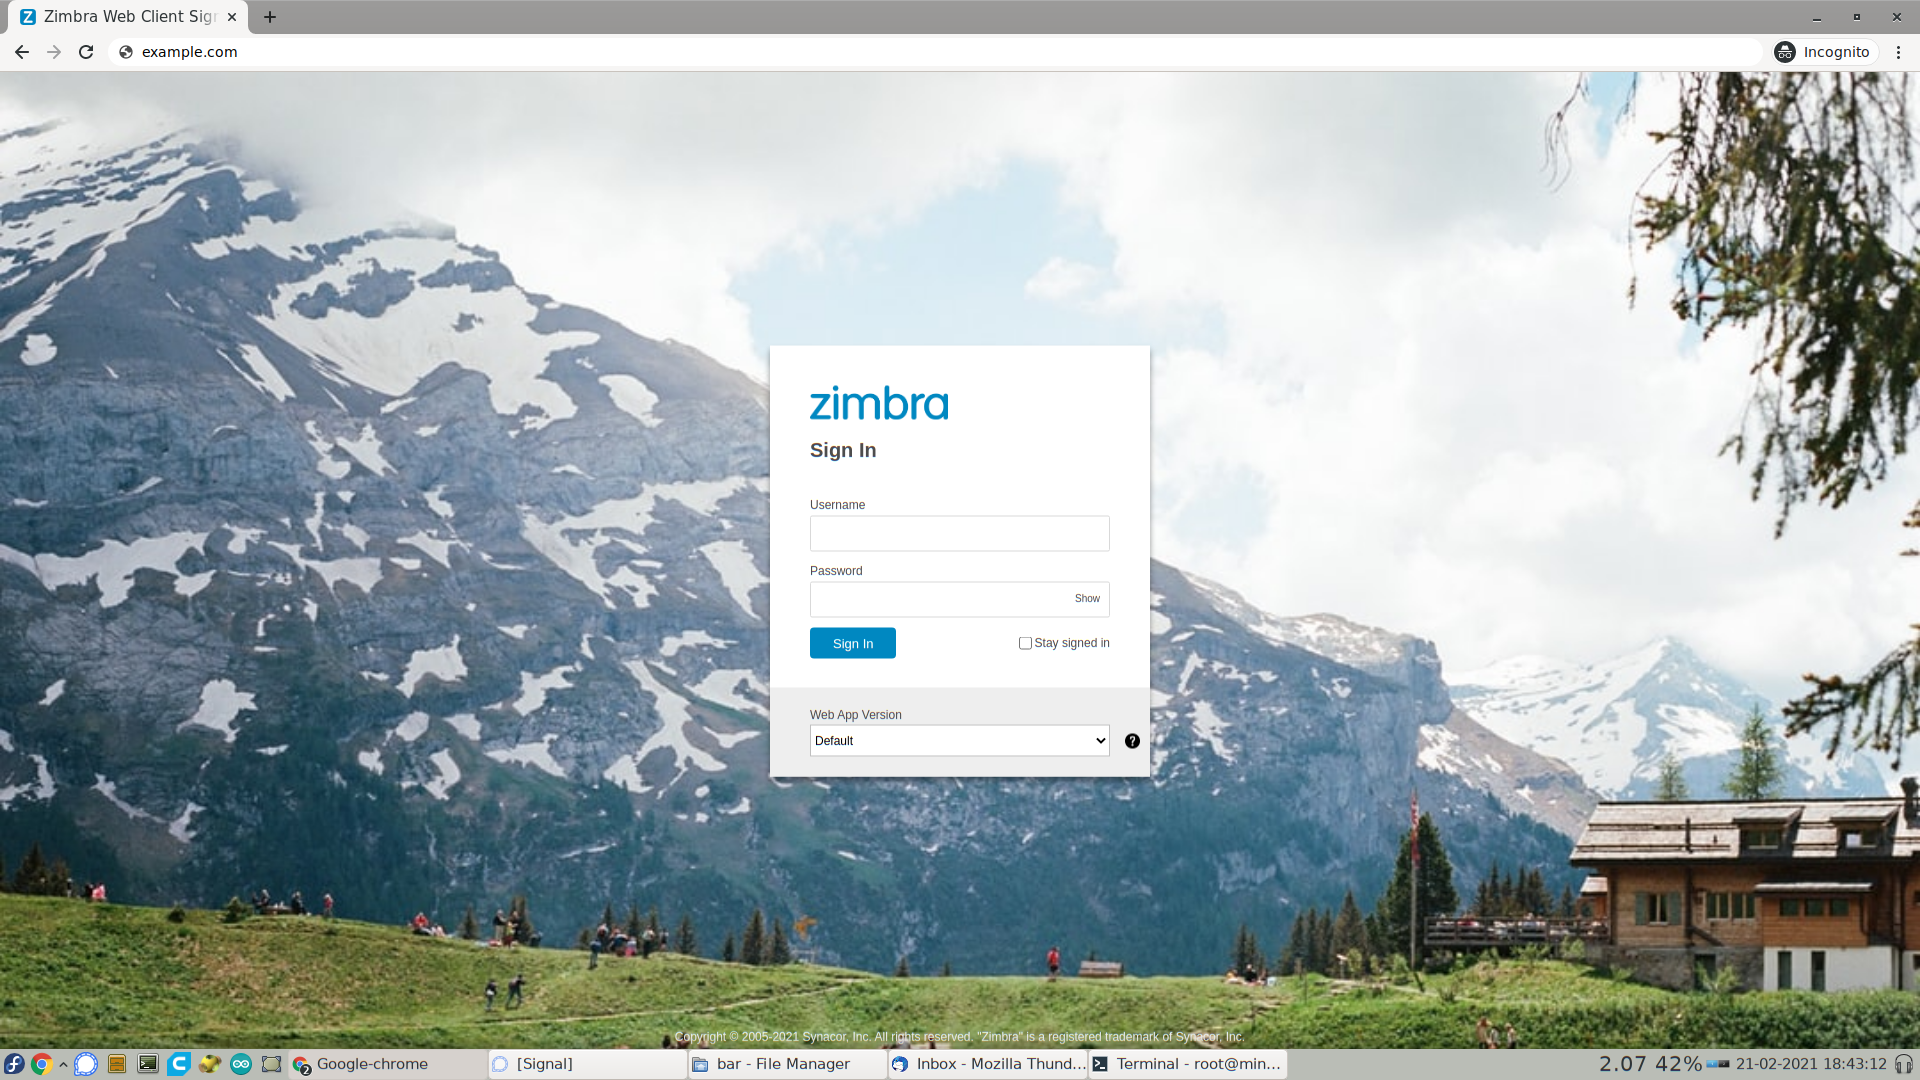 Zimbra Web Client Sign
example.com
Incognito
zimbra
Sign In
Username
Password
Show
Sign In
Stay signed in
Web App Version
Default
?
Copyright © 2005-2021 Synacor, Inc. All rights reserved. "Zimbra" is a registered trademark of Synacor, Inc.
2 Google-chrome [Signal] bar - File Manager Inbox - Mozilla Thund... Terminal - root@min... 2.07 42% 21-02-2021 18:43:12